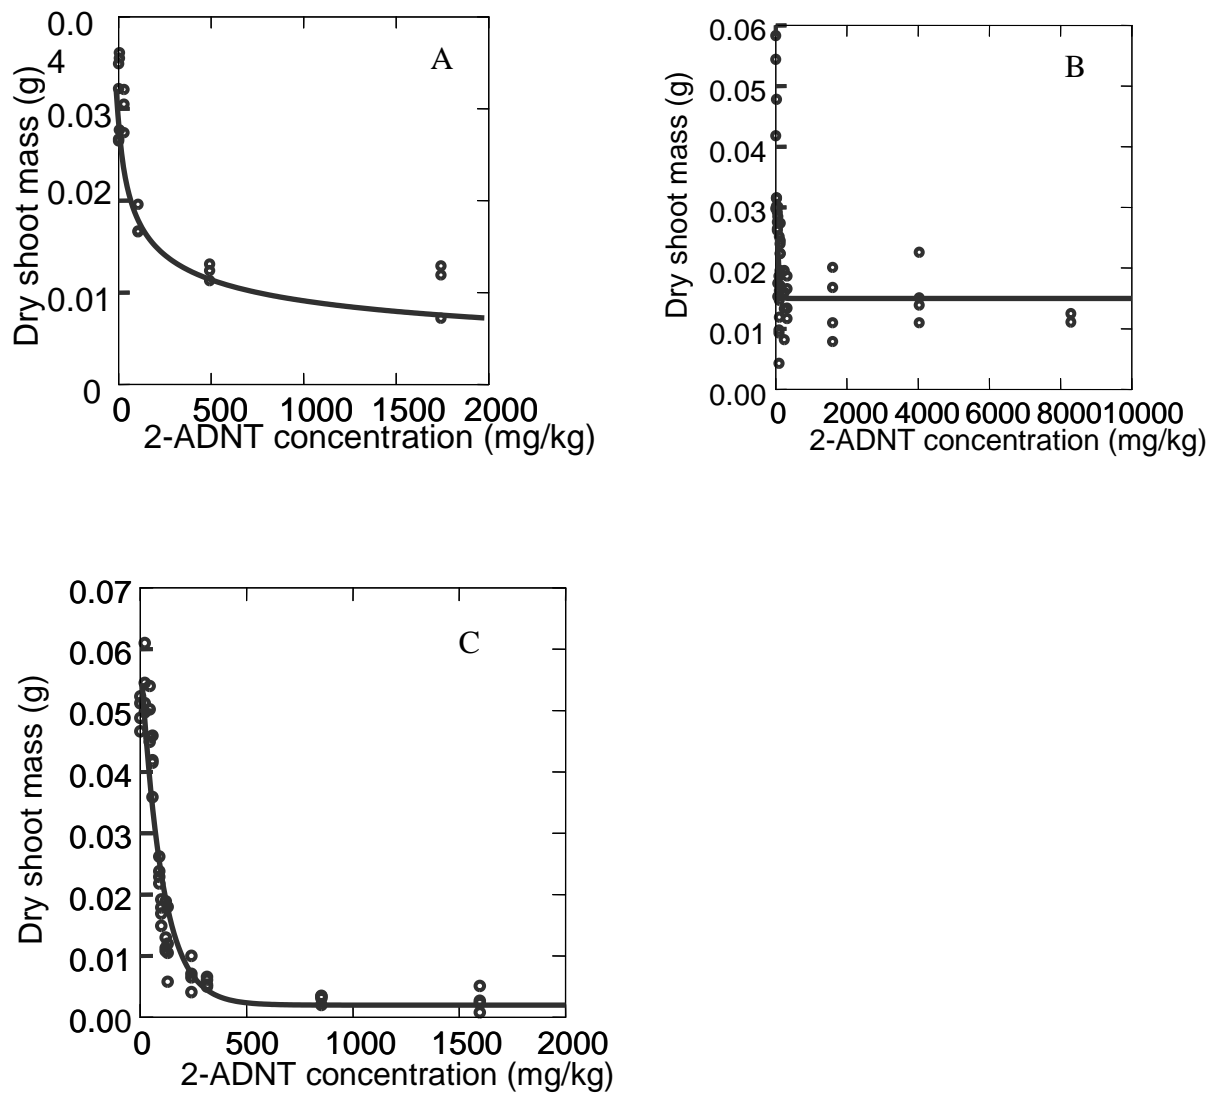 0.0
4
0.03
0.02
0.01
0
Dry shoot mass (g)
A
0 500 1000 1500 2000
2-ADNT concentration (mg/kg)
0.06
0.05
0.04
0.03
0.02
0.01
0.00
Dry shoot mass (g)
B
0 2000 4000 6000 8000 10000
2-ADNT concentration (mg/kg)
0.07
0.06
0.05
0.04
0.03
0.02
0.01
0.00
Dry shoot mass (g)
C
0 500 1000 1500 2000
2-ADNT concentration (mg/kg)